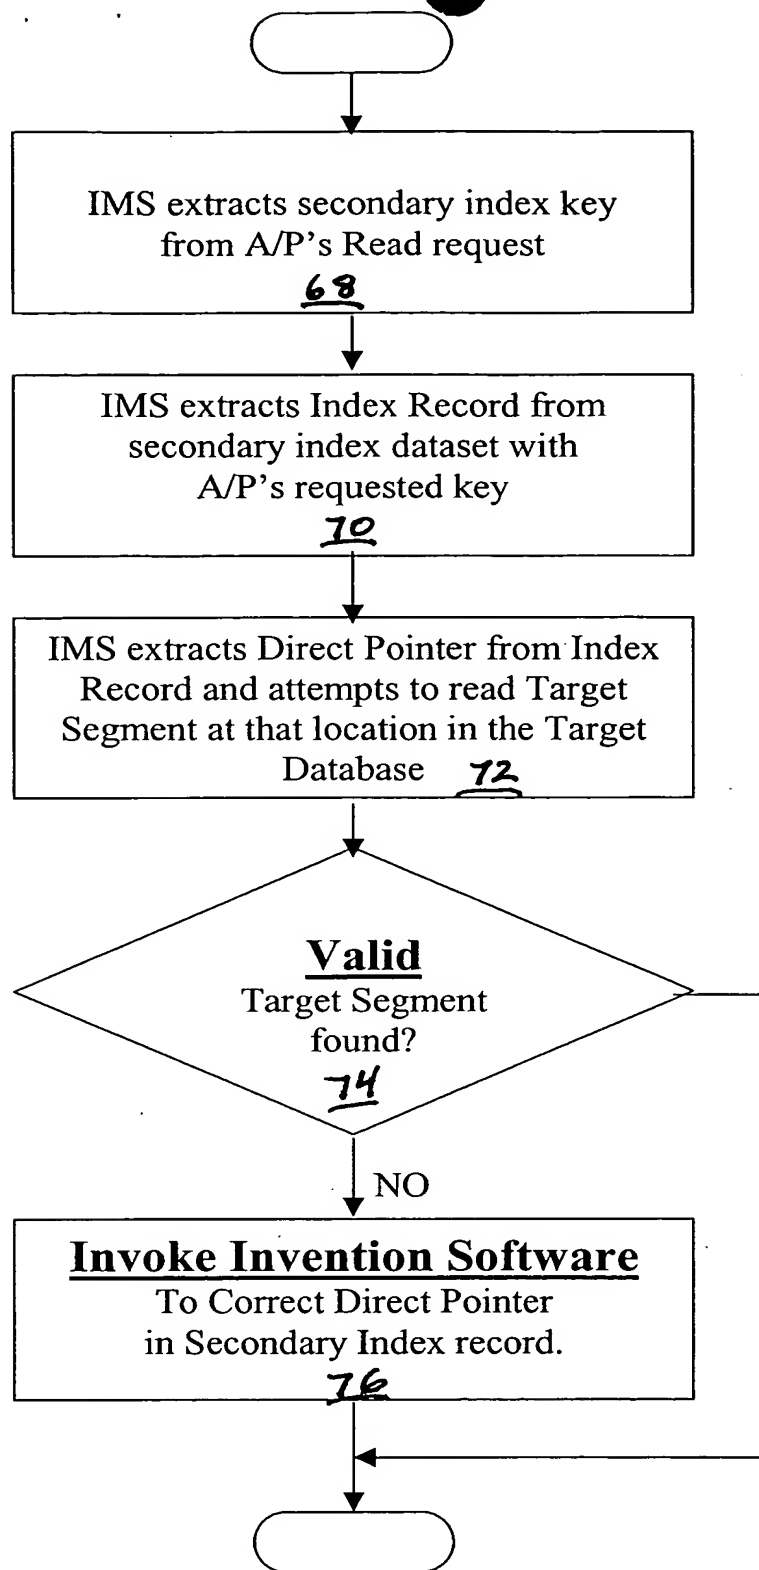 IMS extracts secondary index key
from A/P's Read request
68
IMS extracts Index Record from
secondary index dataset with
A/P's requested key
70
IMS extracts Direct Pointer from Index
Record and attempts to read Target
Segment at that location in the Target
Database 72
Valid
Target Segment
found?
74
NO
Invoke Invention Software
To Correct Direct Pointer
in Secondary Index record.
76